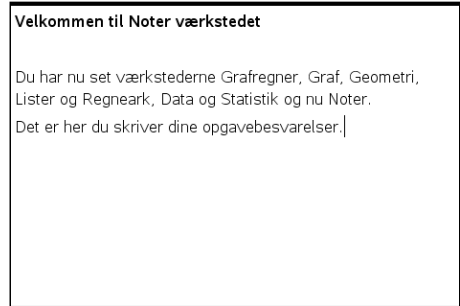 Velkommen til Noter værkstedet
Du har nu set værkstederne Grafregner, Graf, Geometri,
Lister og Regneark, Data og Statistik og nu Noter.
Det er her du skriver dine opgavebesvarelser.